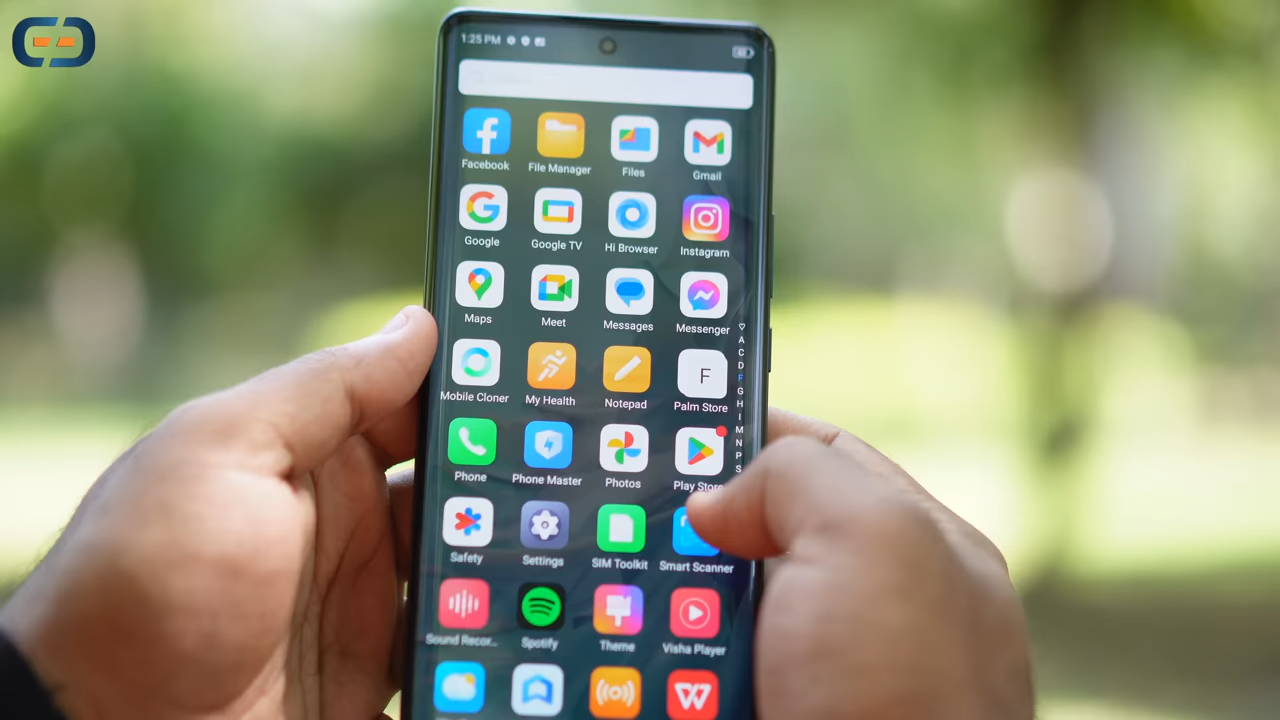 1:25 PM
Facebook File Manager Files Gmail
Google Google TV Hi Browser Instagram
Maps Meet Messages Messenger
F
Mobile Cloner My Health Notepad Palm Store
Phone Phone Master Photos Play Store
Safety Settings SIM Toolkit Smart Scanner
Sound Recor... Spotify Theme Visha Player
A
C
D
F
G
H
I
M
N
P
S